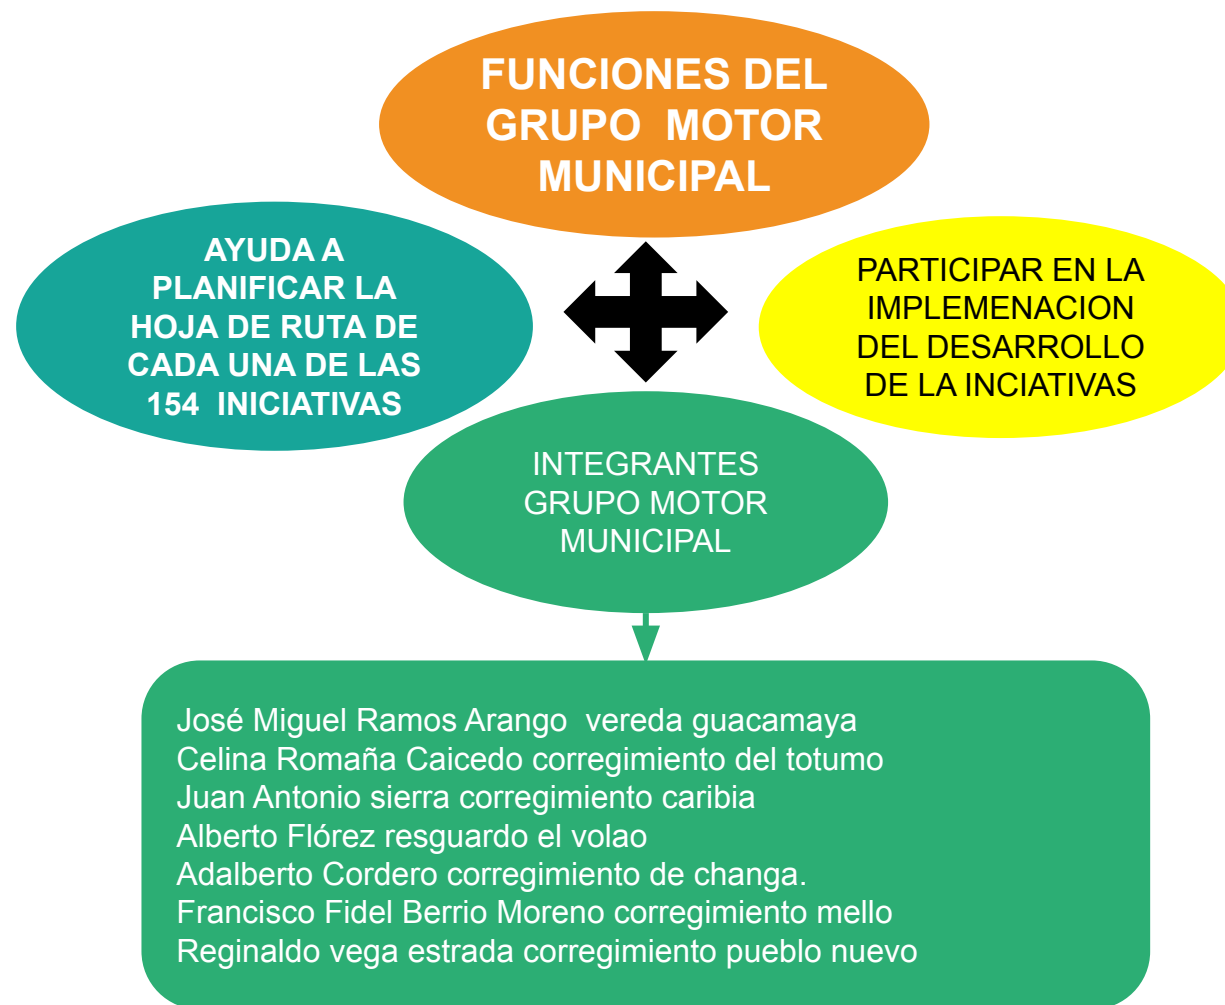 FUNCIONES DEL
GRUPO MOTOR
MUNICIPAL
AYUDA A
PLANIFICAR LA
HOJA DE RUTA DE
CADA UNA DE LAS
154 INICIATIVAS
PARTICIPAR EN LA
IMPLEMENACION
DEL DESARROLLO
DE LA INCIATIVAS
INTEGRANTES
GRUPO MOTOR
MUNICIPAL
José Miguel Ramos Arango vereda guacamaya
Celina Romaña Caicedo corregimiento del totumo
Juan Antonio sierra corregimiento caribia
Alberto Flórez resguardo el volao
Adalberto Cordero corregimiento de changa.
Francisco Fidel Berrio Moreno corregimiento mello
Reginaldo vega estrada corregimiento pueblo nuevo